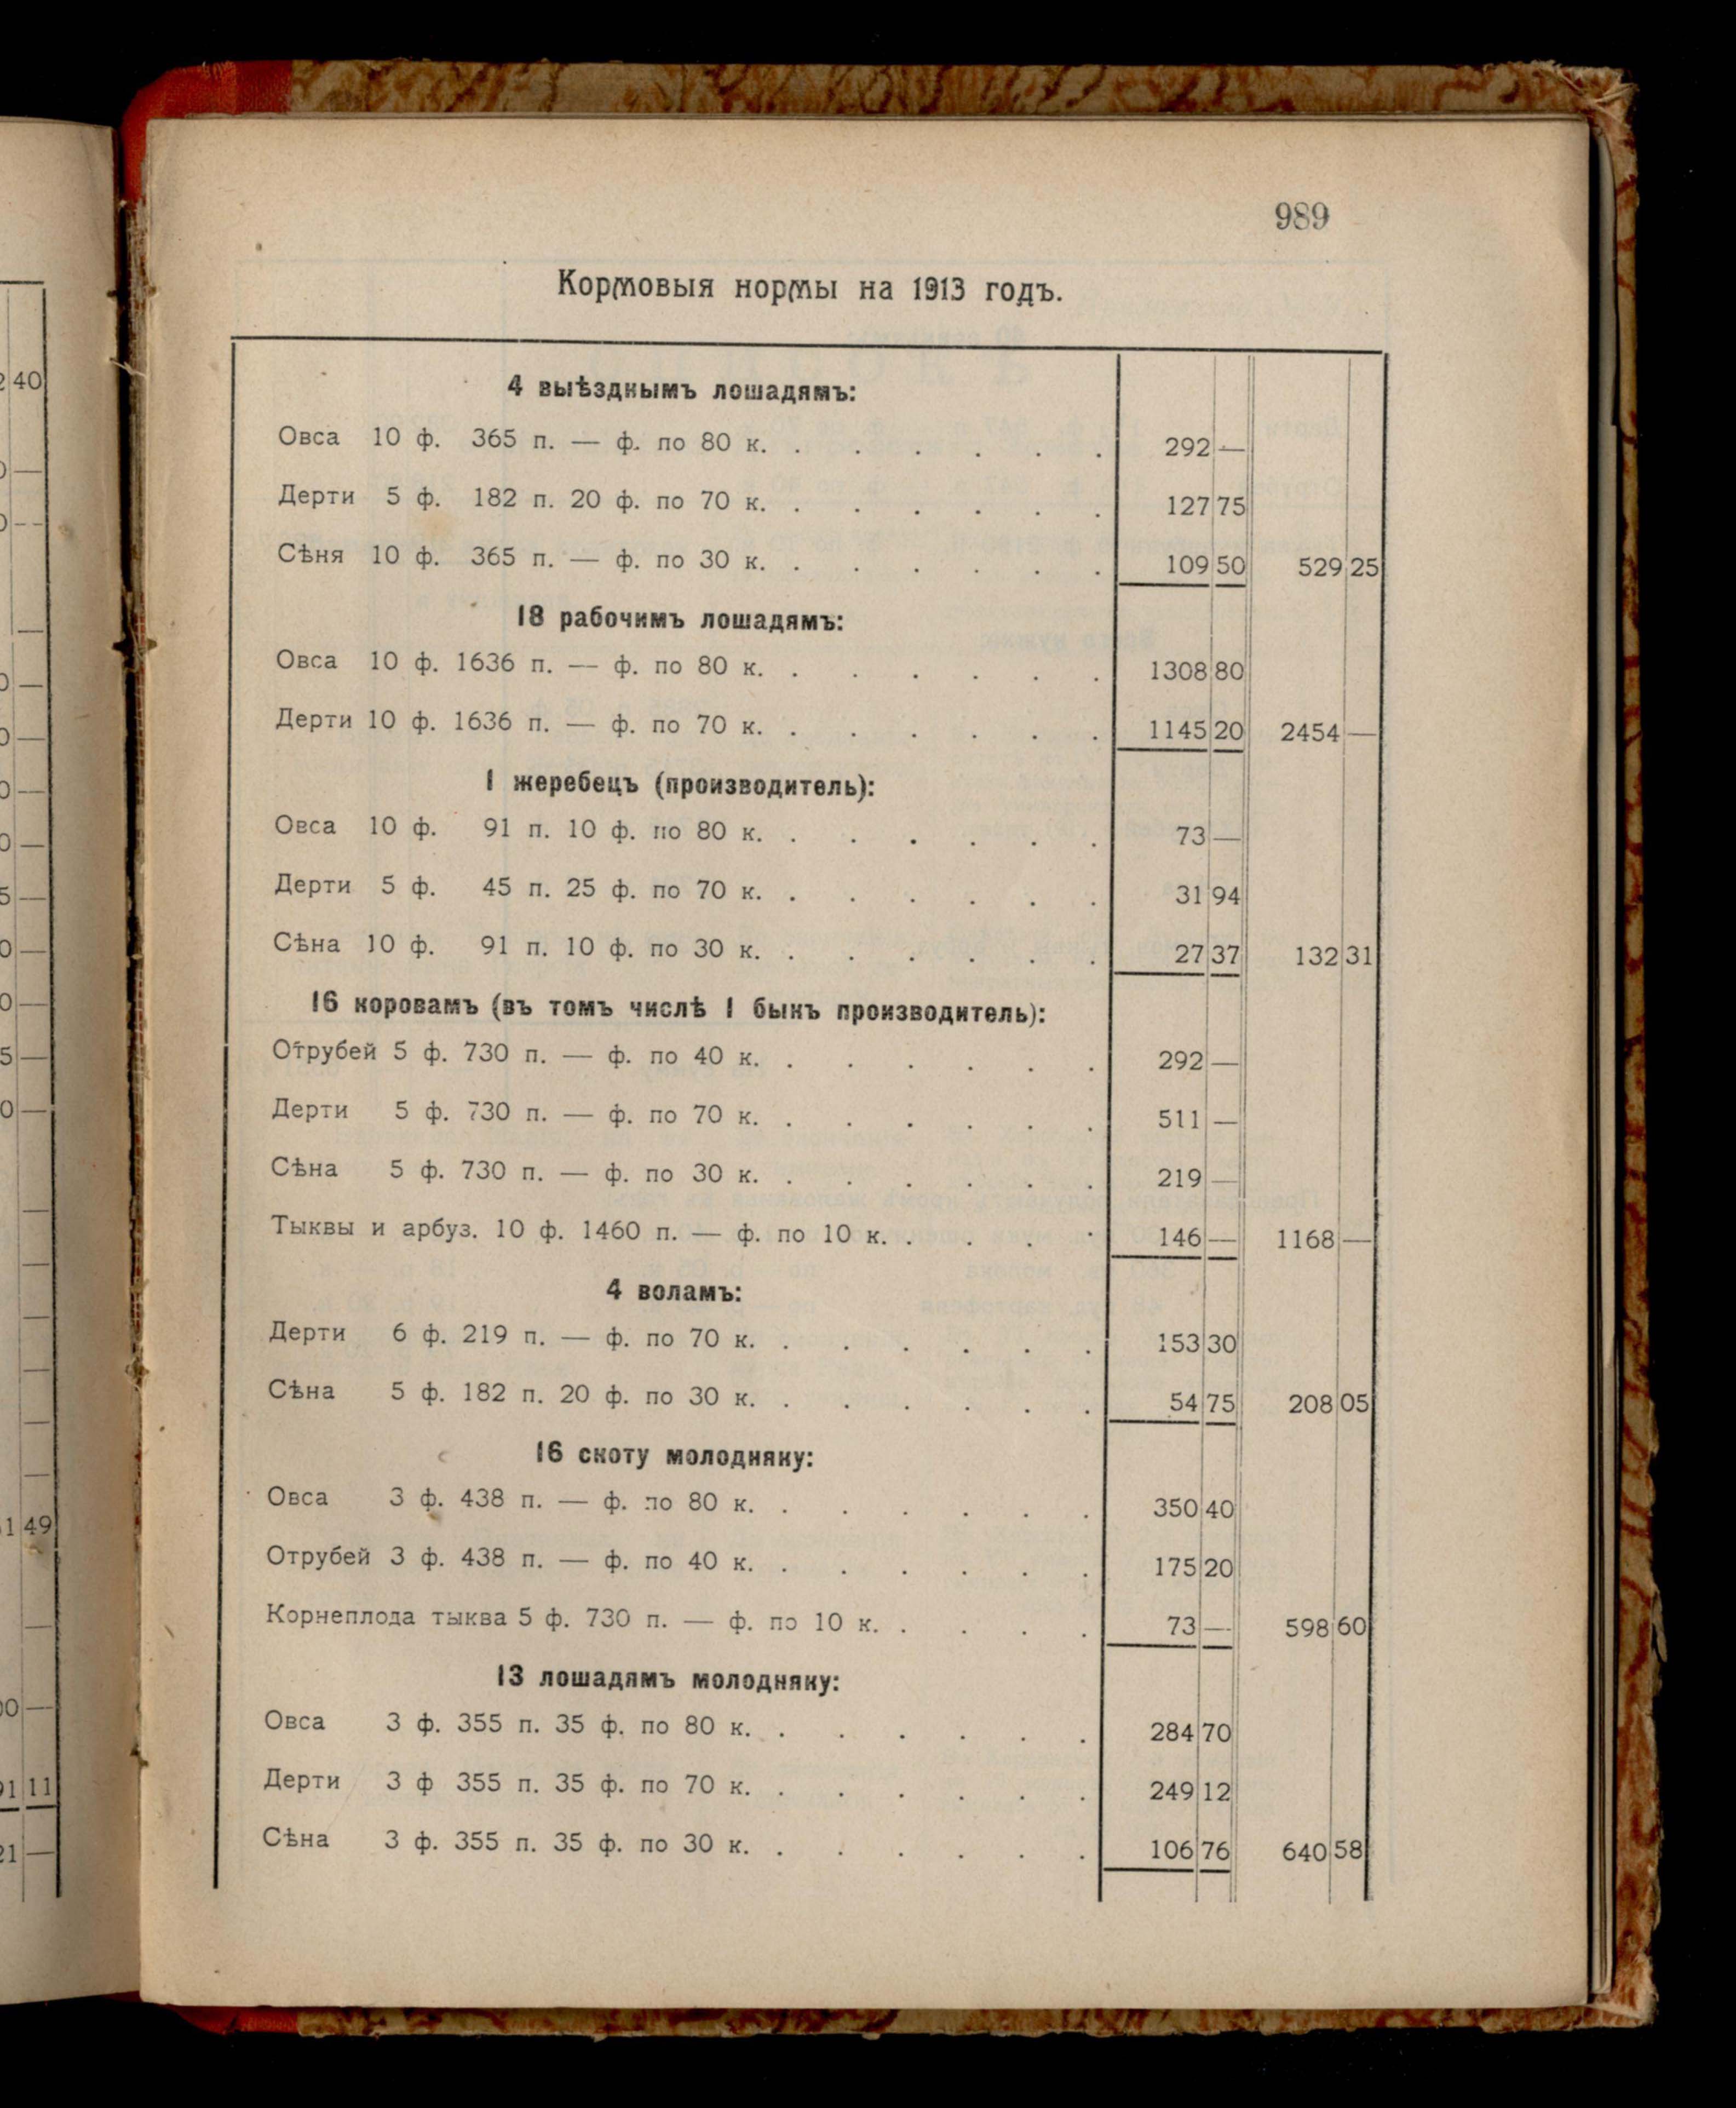 989
Кормовыя нормы на 1913 годъ.
4 выѣзднымъ лошадямъ:
Овса 10 ф. 365 п. — ф. по 80 к. . . . . . . 292 —
Дерти 5 ф. 182 п. 20 ф. по 70 к. . . . . . . 127 75
Сѣня 10 ф. 365 п. — ф. по 30 к. . . . . . . 109 50 529 25
18 рабочимъ лошадямъ:
Овса 10 ф. 1636 п. — ф. по 80 к. . . . . . . 1308 80
Дерти 10 ф. 1636 п. — ф. по 70 к. . . . . . . 1145 20 2454 —
1 жеребецъ (производитель):
Овса 10 ф. 91 п. 10 ф. по 80 к. . . . . . . 73 —
Дерти 5 ф. 45 п. 25 ф. по 70 к. . . . . . . 31 94
Сѣна 10 ф. 91 п. 10 ф. по 30 к. . . . . . . 27 37 132 31
16 коровамъ (въ томъ числѣ 1 быкъ производитель):
Отрубей 5 ф. 730 п. — ф. по 40 к. . . . . . . 292 —
Дерти 5 ф. 730 п. — ф. по 70 к. . . . . . . 511 —
Сѣна 5 ф. 730 п. — ф. по 30 к. . . . . . . 219 —
Тыквы и арбуз. 10 ф. 1460 п. — ф. по 10 к. . . . . 146 — 1168 —
4 воламъ:
Дерти 6 ф. 219 п. — ф. по 70 к. . . . . . . 153 30
Сѣна 5 ф. 182 п. 20 ф. по 30 к. . . . . . . 54 75 208 05
16 скоту молодняку:
Овса 3 ф. 438 п. — ф. по 80 к. . . . . . . 350 40
Отрубей 3 ф. 438 п. — ф. по 40 к. . . . . . . 175 20
Корнеплода тыква 5 ф. 730 п. — ф. по 10 к. . . . . 73 — 598 60
13 лошадямъ молодняку:
Овса 3 ф. 355 п. 35 ф. по 80 к. . . . . . . 284 70
Дерти 3 ф 355 п. 35 ф. по 70 к. . . . . . . 249 12
Сѣна 3 ф. 355 п. 35 ф. по 30 к. . . . . . . 106 76 640 58